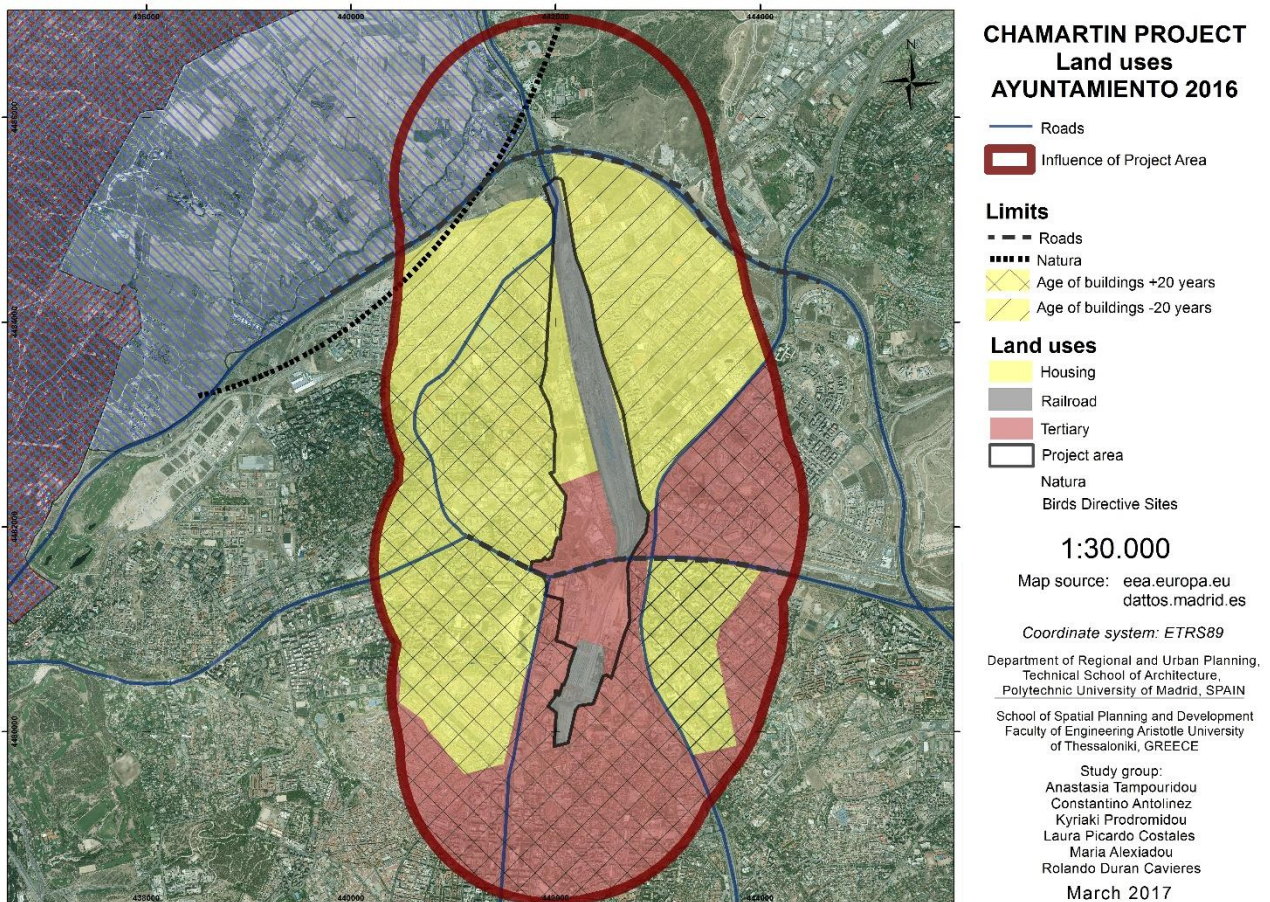 CHAMARTIN PROJECT
Land uses
AYUNTAMIENTO 2016
N
Roads
Influence of Project Area
Limits
Roads
Natura
Age of buildings +20 years
Age of buildings -20 years
Land uses
Housing
Railroad
Tertiary
Project area
Natura
Birds Directive Sites
1:30.000
Map source: eea.europa.eu
dattos.madrid.es
Coordinate system: ETRS89
Department of Regional and Urban Planning,
Technical School of Architecture,
Polytechnic University of Madrid, SPAIN
School of Spatial Planning and Development
Faculty of Engineering Aristotle University
of Thessaloniki, GREECE
Study group:
Anastasia Tampouridou
Constantino Antolinez
Kyriaki Prodromidou
Laura Picardo Costales
Maria Alexiadou
Rolando Duran Cavieres
March 2017
438000
440000
442000
444000
438000
440000
442000
444000